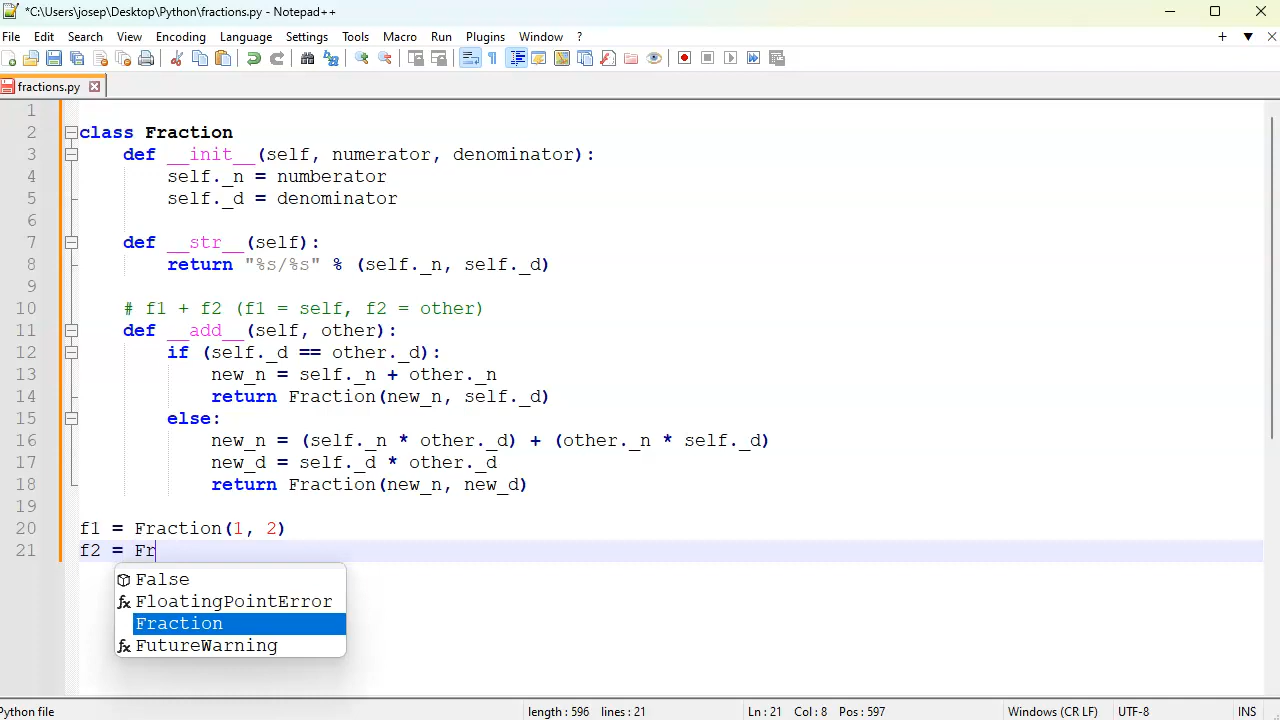 *C:\Users\josep\Desktop\Python\fractions.py - Notepad++
File Edit Search View Encoding Language Settings Tools Macro Run Plugins Window ?
fractions.py
1
2 class Fraction
3 def __init__(self, numerator, denominator):
4 self._n = numberator
5 self._d = denominator
6
7 def __str__(self):
8 return "%s/%s" % (self._n, self._d)
9
10 # f1 + f2 (f1 = self, f2 = other)
11 def __add__(self, other):
12 if (self._d == other._d):
13 new_n = self._n + other._n
14 return Fraction(new_n, self._d)
15 else:
16 new_n = (self._n * other._d) + (other._n * self._d)
17 new_d = self._d * other._d
18 return Fraction(new_n, new_d)
19
20 f1 = Fraction(1, 2)
21 f2 = Fr
False
fx FloatingPointError
Fraction
fx FutureWarning
Python file length : 596 lines : 21 Ln : 21 Col : 8 Pos : 597 Windows (CR LF) UTF-8 INS